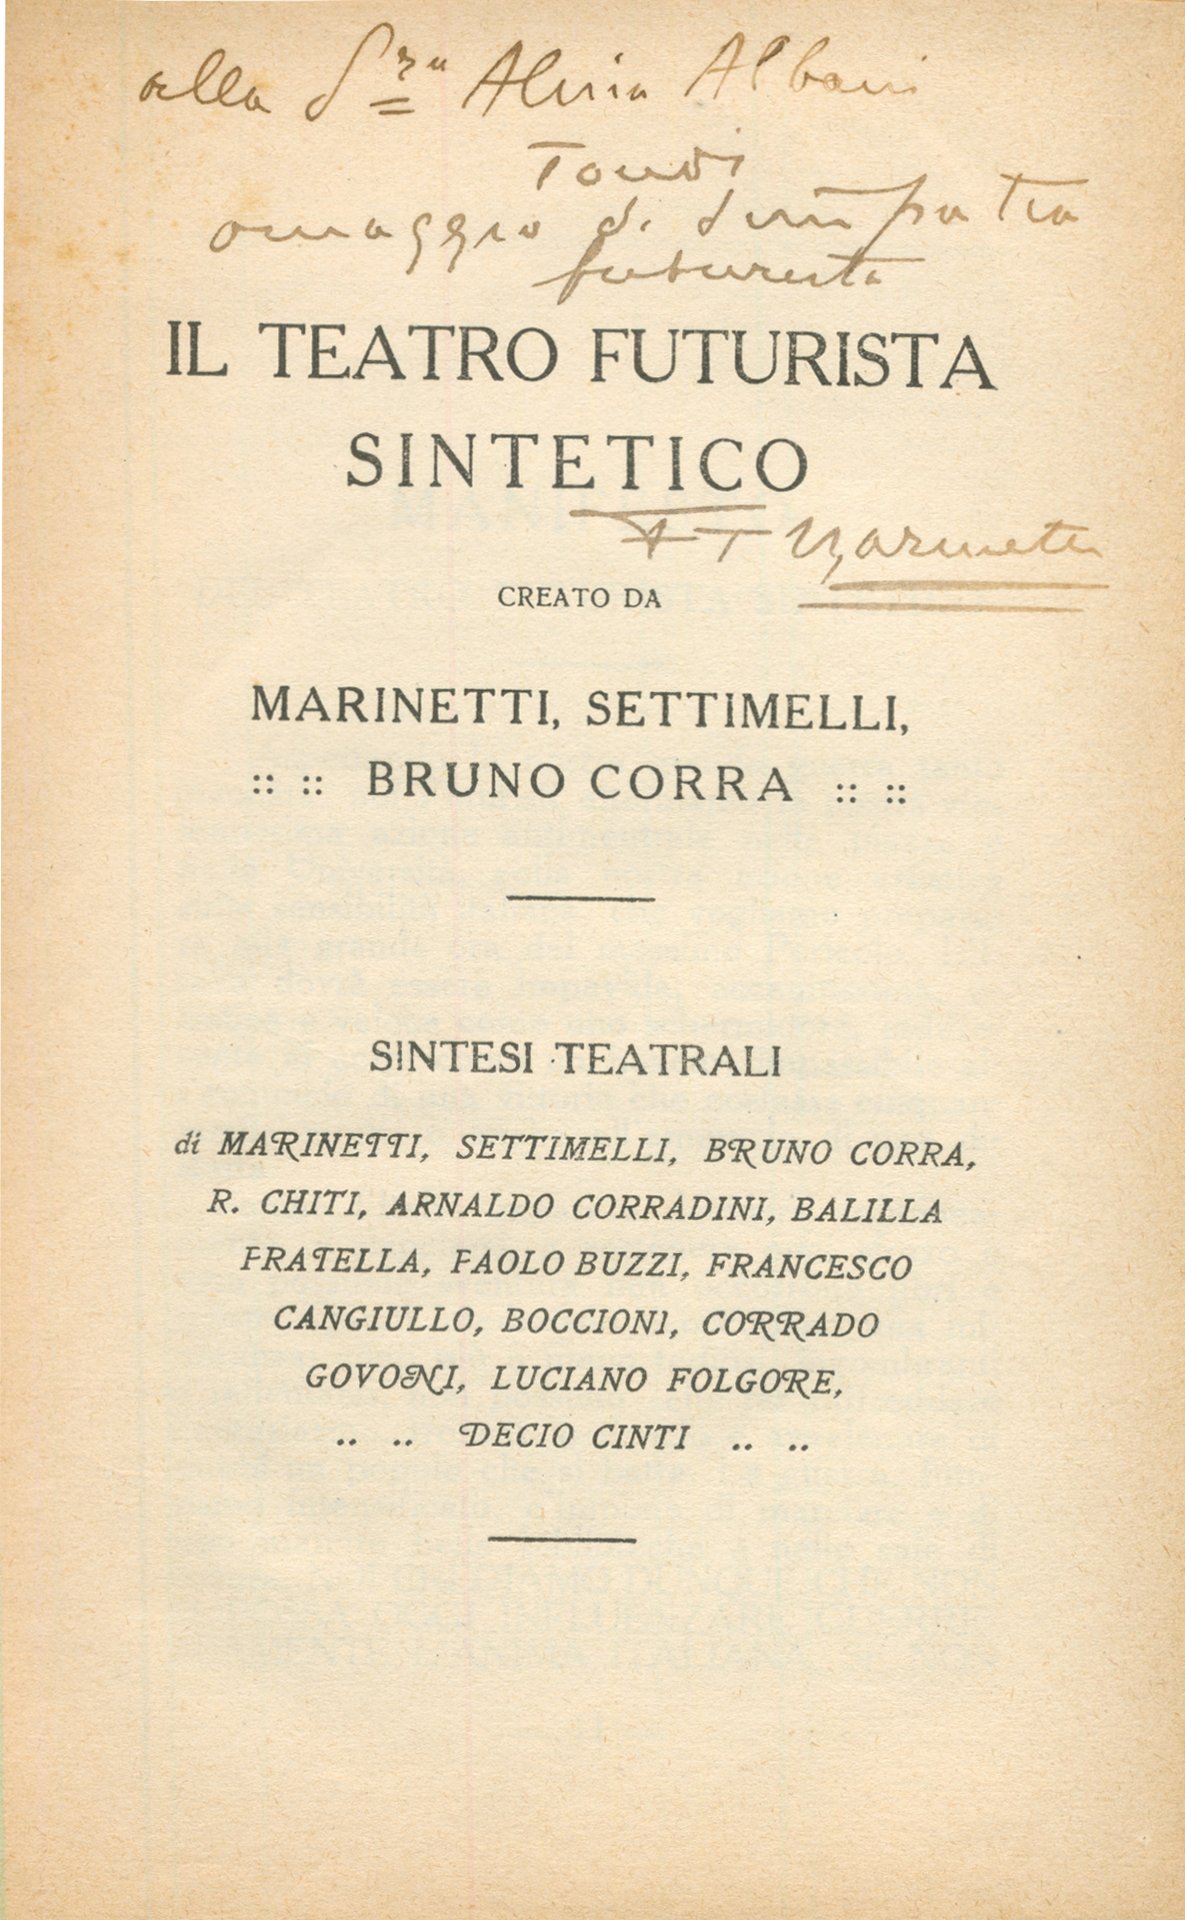 alla S.ra Alvia Albani
Tondi
omaggio di simpatia
futurista
IL TEATRO FUTURISTA
SINTETICO
F T Marinetti
CREATO DA
MARINETTI, SETTIMELLI,
:: :: BRUNO CORRA :: ::
SINTESI TEATRALI
di MARINETTI, SETTIMELLI, BRUNO CORRA,
R. CHITI, ARNALDO CORRADINI, BALILLA
PRATELLA, PAOLO BUZZI, FRANCESCO
CANGIULLO, BOCCIONI, CORRADO
GOVONI, LUCIANO FOLGORE,
.. .. DECIO CINTI .. ..